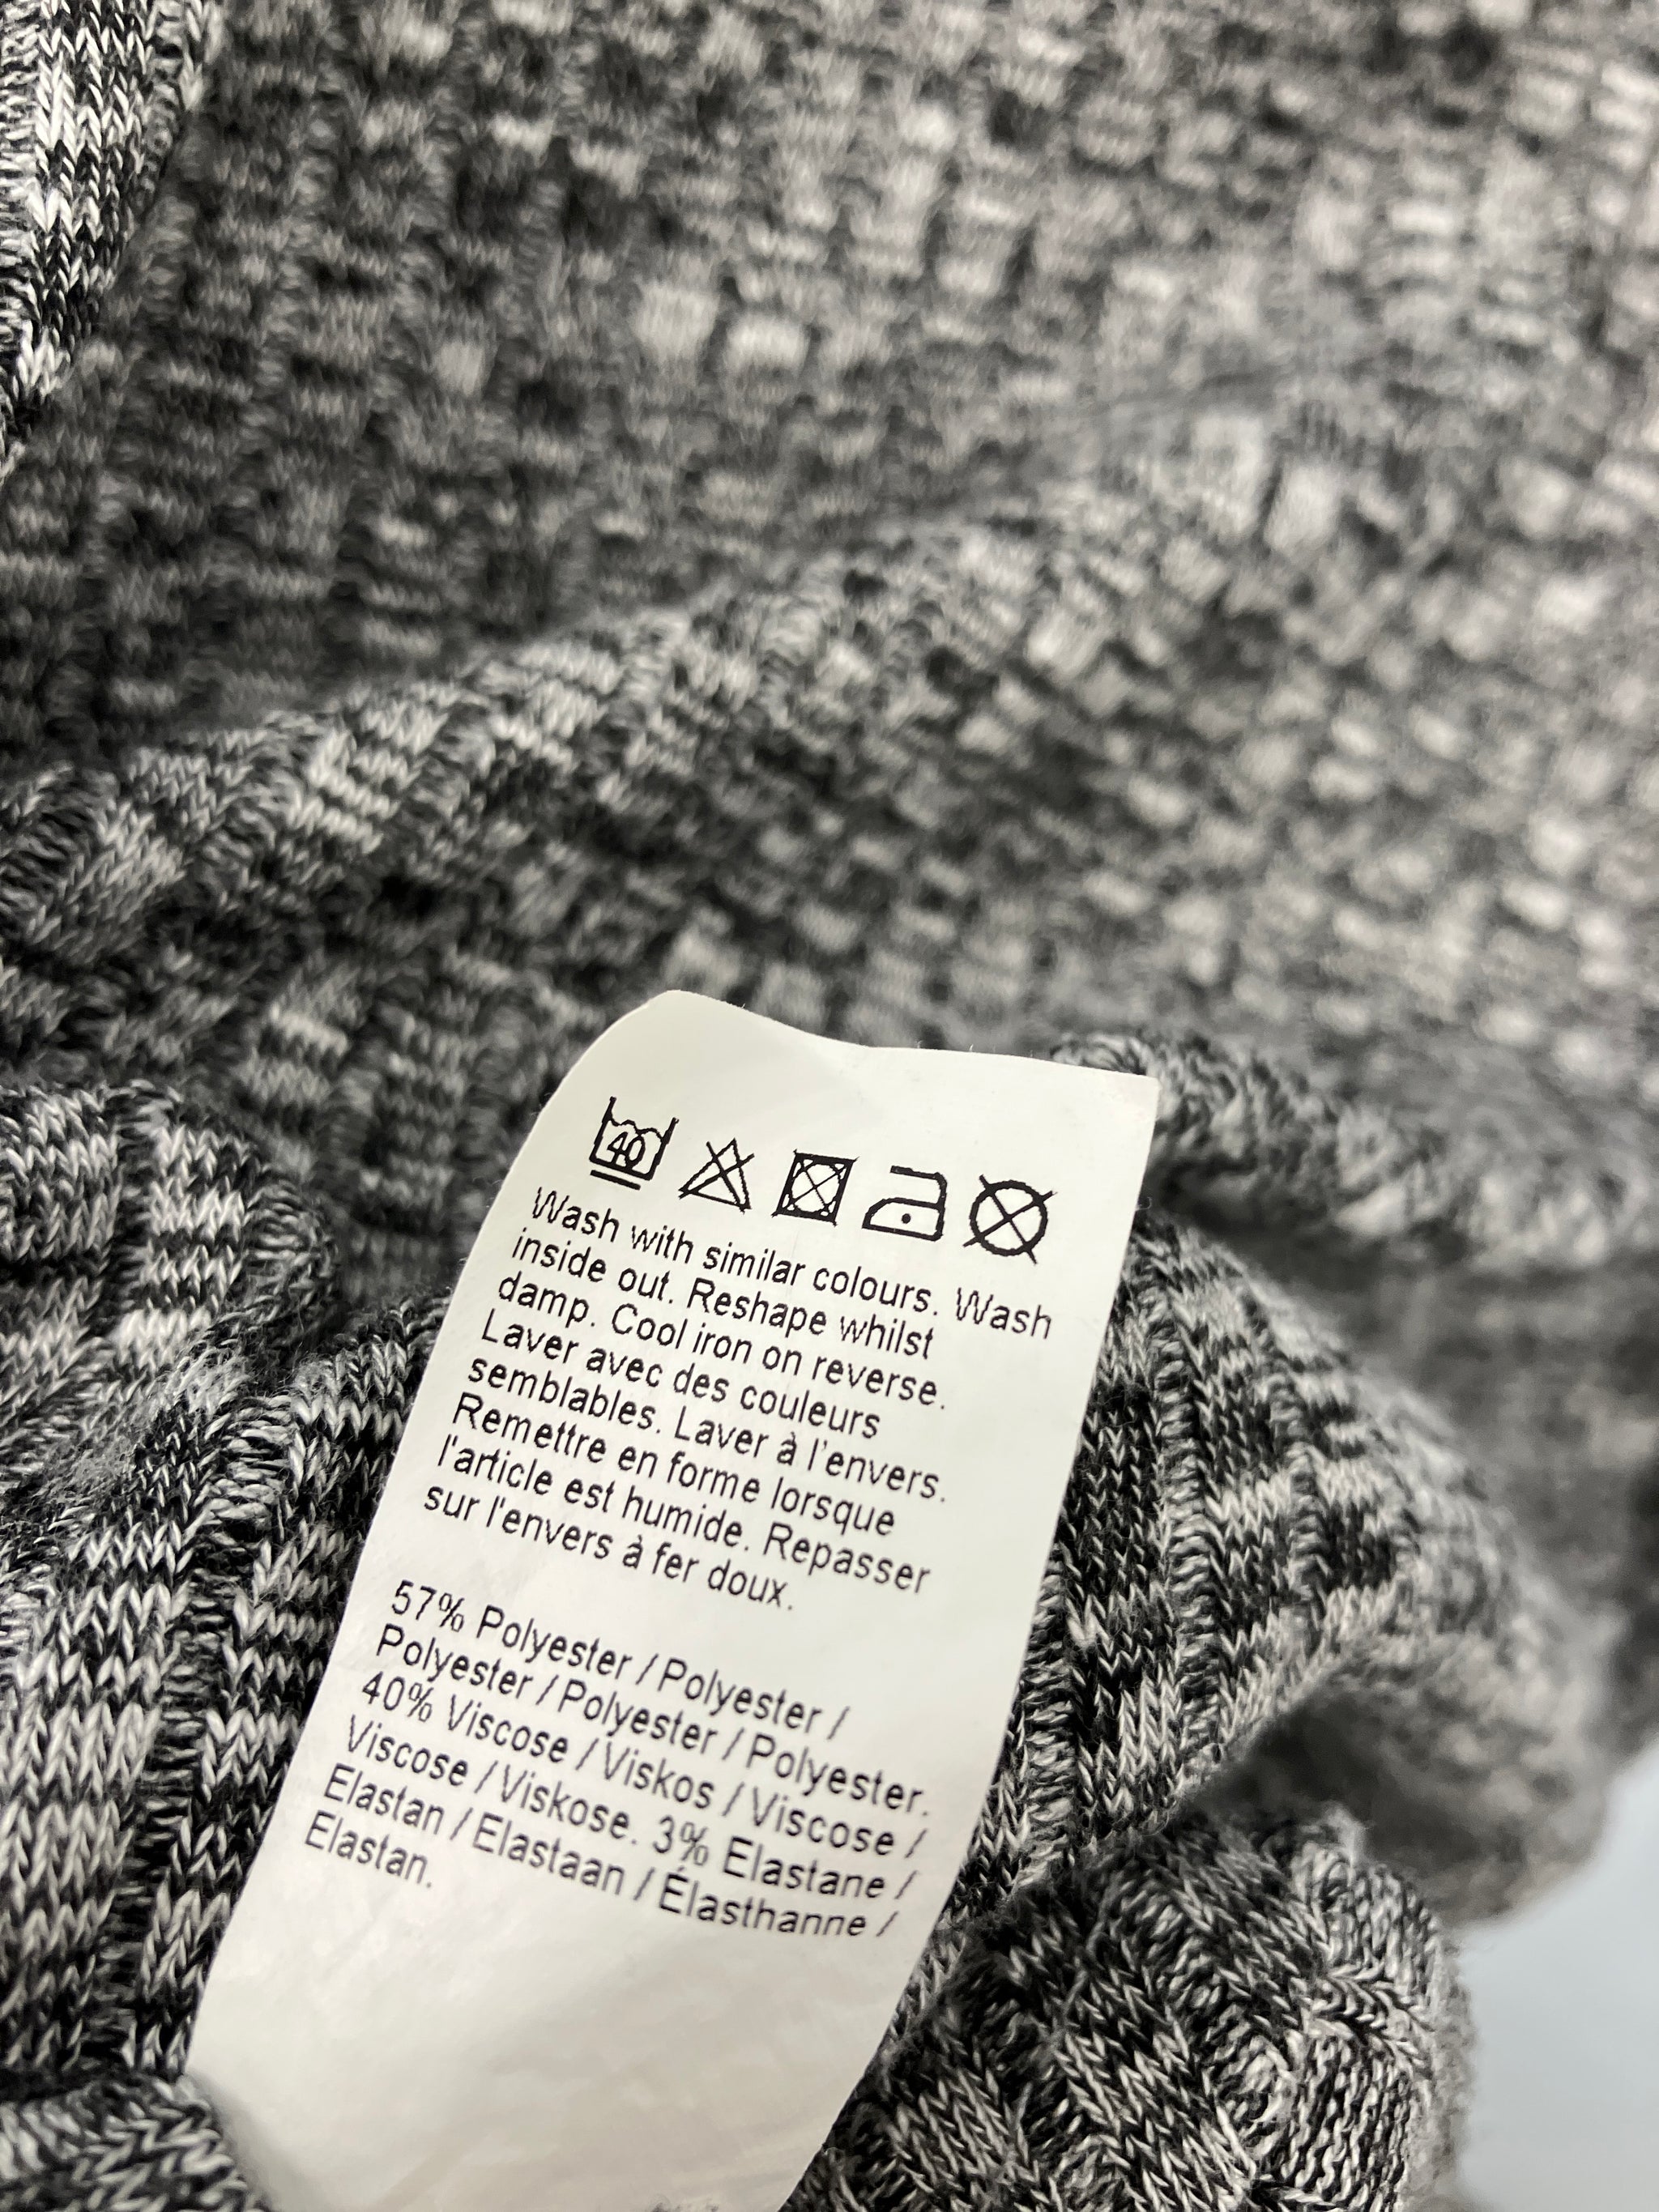 40
Wash with similar colours. Wash
inside out. Reshape whilst
damp. Cool iron on reverse.
Laver avec des couleurs
semblables. Laver à l'envers.
Remettre en forme lorsque
l'article est humide. Repasser
sur l'envers à fer doux.
57% Polyester / Polyester /
Polyester / Polyester / Polyester.
40% Viscose / Viskos / Viscose /
Viscose / Viskose. 3% Elastane /
Elastan / Elastaan / Élasthanne /
Elastan.